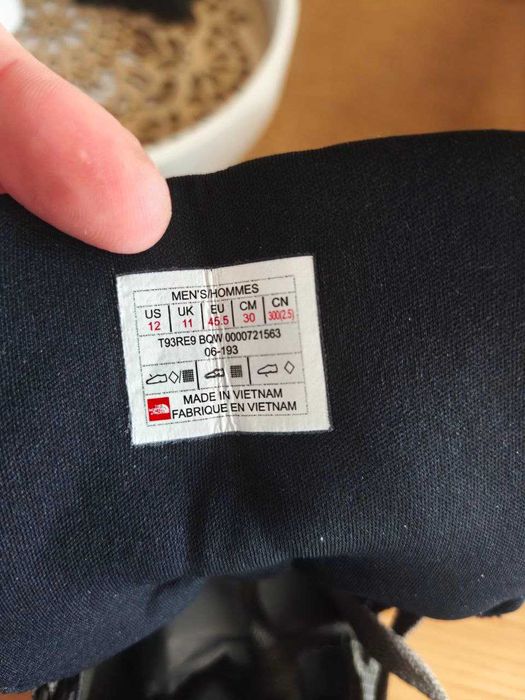 MEN'S/HOMMES
US UK EU CM CN
12 11 45.5 30 300(2.5)
T93RE9 BQW 0000721563
06-193
MADE IN VIETNAM
FABRIQUE EN VIETNAM